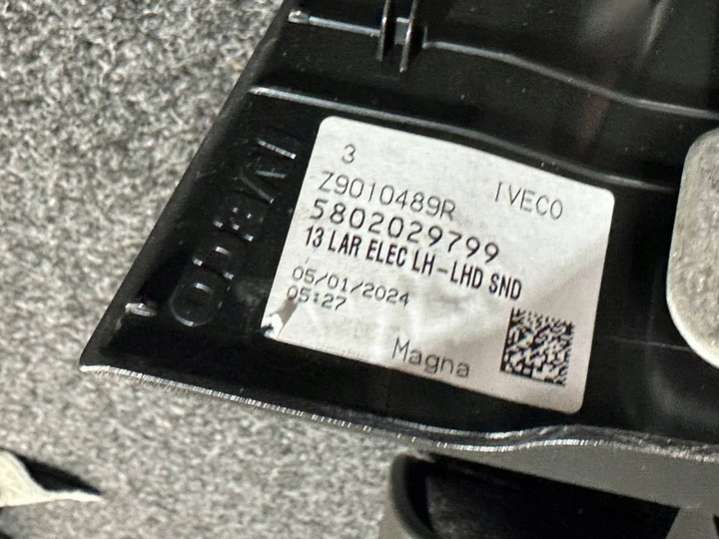 3
IVECO
Z9010489R
5802029799
13 LAR ELEC LH-LHD SND
05/01/2024
05:27
Magna